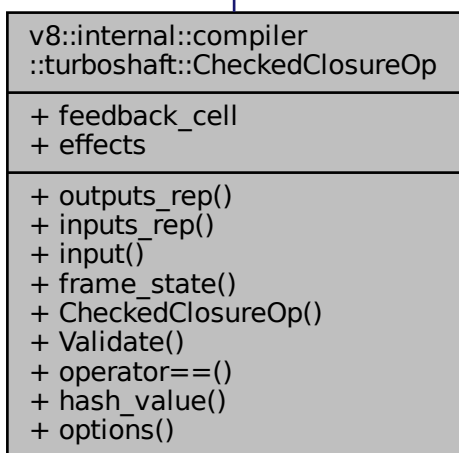 v8::internal::compiler
::turboshaft::CheckedClosureOp
+ feedback_cell
+ effects
+ outputs_rep()
+ inputs_rep()
+ input()
+ frame_state()
+ CheckedClosureOp()
+ Validate()
+ operator==()
+ hash_value()
+ options()